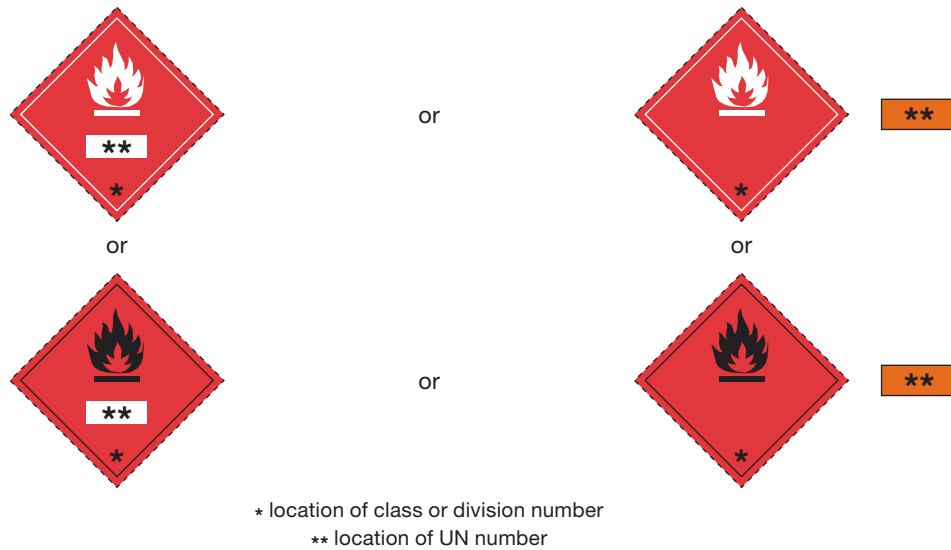 **
or
**
*
*
or
or
**
or
**
*
*
* location of class or division number
** location of UN number